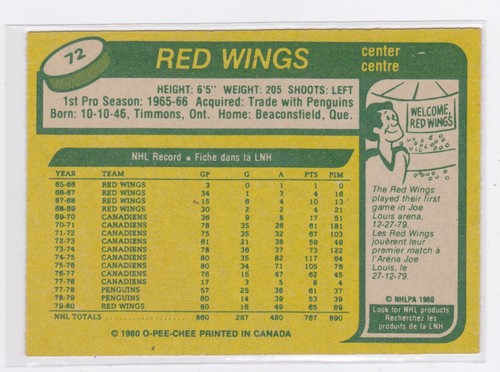 72
RED WINGS
center
centre
HEIGHT: 6'5" WEIGHT: 205 SHOOTS: LEFT
1st Pro Season: 1965-66 Acquired: Trade with Penguins
Born: 10-10-46, Timmons, Ont. Home: Beaconsfield, Que.
WELCOME,
RED WINGS
NHL Record • Fiche dans la LNH
YEAR TEAM GP G A PTS PIM
65-66 RED WINGS 3 0 1 1 0
66-67 RED WINGS 34 1 3 4 16
67-68 RED WINGS 15 6 4 10 13
68-69 RED WINGS 30 2 2 4 21
69-70 CANADIENS 36 9 8 17 51
70-71 CANADIENS 78 35 26 61 181
71-72 CANADIENS 75 35 32 67 103
72-73 CANADIENS 61 21 38 59 49
73-74 CANADIENS 78 36 37 73 122
74-75 CANADIENS 80 35 82 117 64
75-76 CANADIENS 80 34 71 105 76
76-77 CANADIENS 76 15 47 62 45
77-78 CANADIENS 17 3 5 8 4
77-78 PENGUINS 57 25 36 61 37
78-79 PENGUINS 60 14 39 53 39
79-80 RED WINGS 80 16 49 65 69
NHL TOTALS 860 287 480 767 890
© 1980 O-PEE-CHEE PRINTED IN CANADA
The Red Wings
played their first
game in Joe
Louis arena,
12-27-79.
Les Red Wings
jouèrent leur
premier match à
l'Aréna Joe
Louis, le
27-12-79.
© NHLPA 1980
Look for NHL products
Recherchez les
produits de la LNH